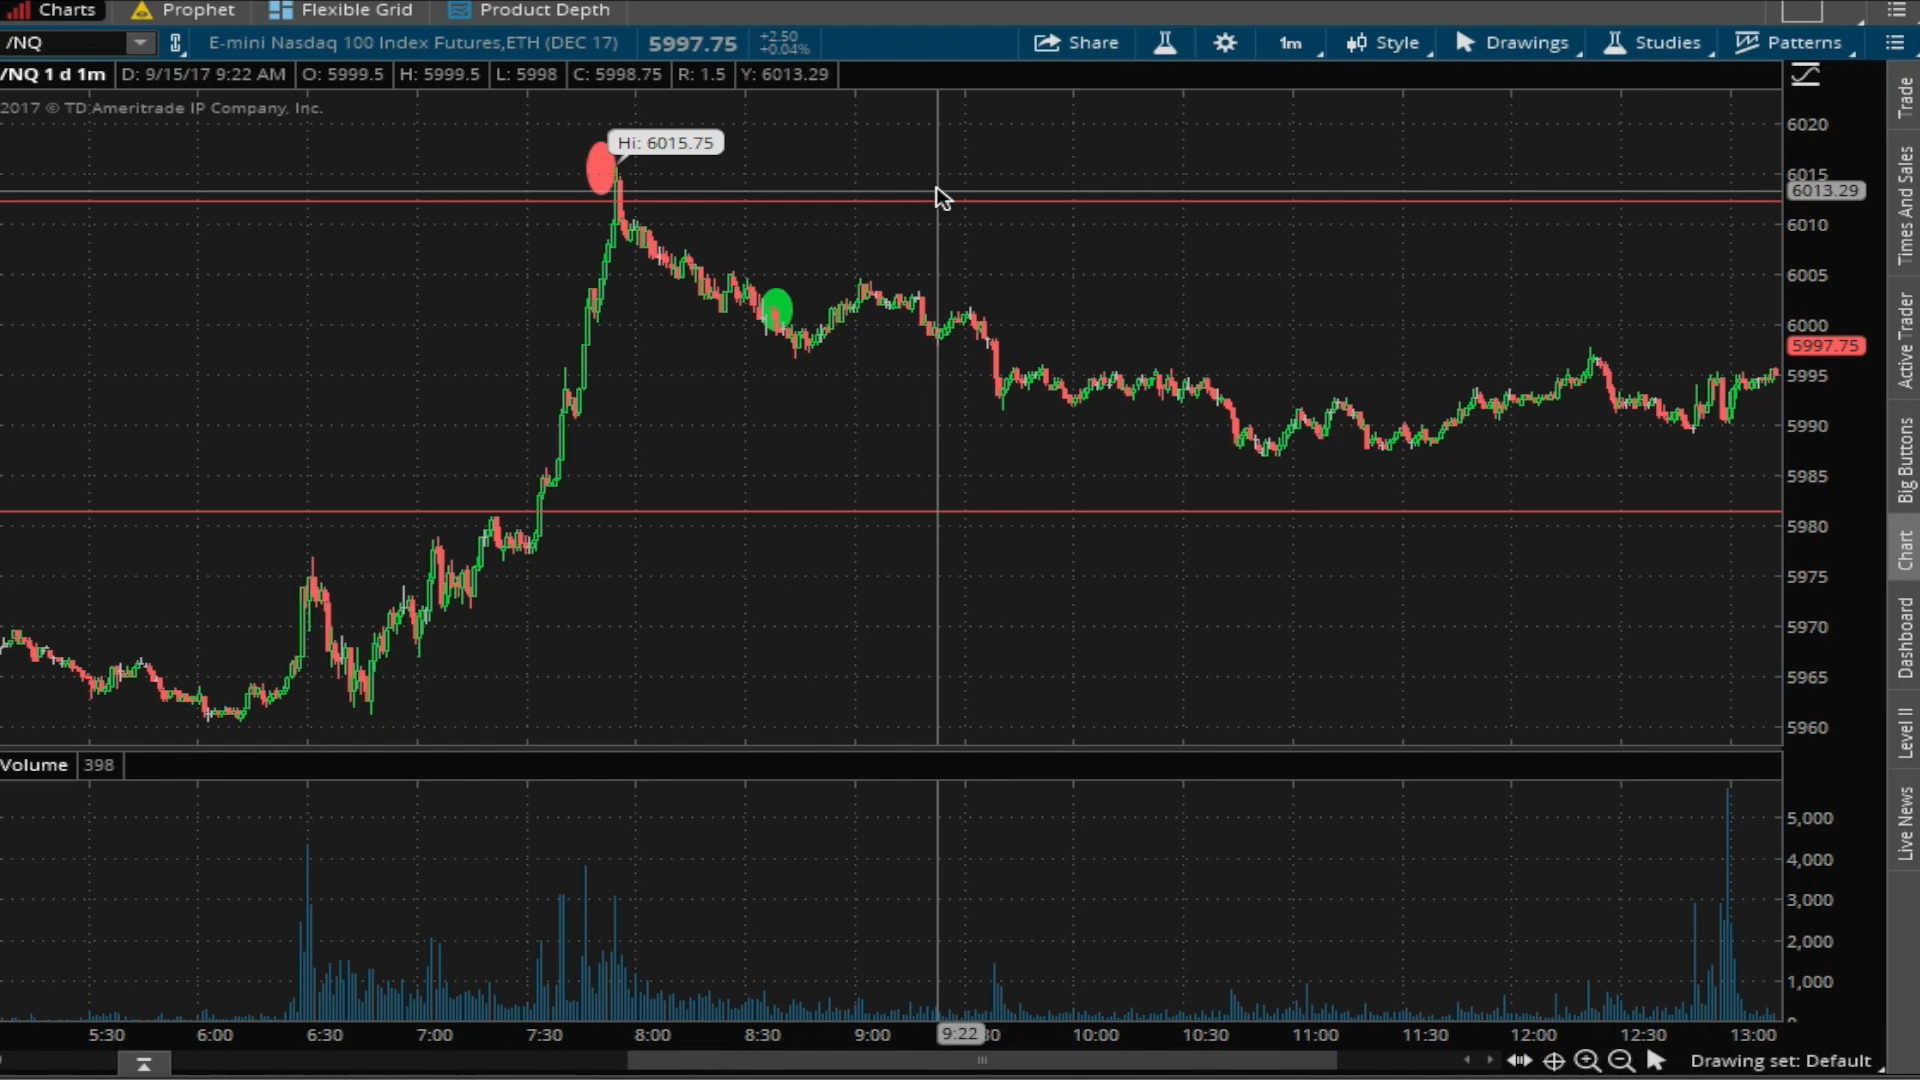 Charts Prophet Flexible Grid Product Depth
/NQ E-mini Nasdaq 100 Index Futures,ETH (DEC 17) 5997.75 +2.50 +0.04% Share 1m Style Drawings Studies Patterns
/NQ 1 d 1m D: 9/15/17 9:22 AM O: 5999.5 H: 5999.5 L: 5998 C: 5998.75 R: 1.5 Y: 6013.29
2017 © TD Ameritrade IP Company, Inc.
Hi: 6015.75
6020
6015
6013.29
6010
6005
6000
5997.75
5995
5990
5985
5980
5975
5970
5965
5960
Volume 398
5,000
4,000
3,000
2,000
1,000
5:30 6:00 6:30 7:00 7:30 8:00 8:30 9:00 9:22 10:00 10:30 11:00 11:30 12:00 12:30 13:00
Drawing set: Default
Trade
Times And Sales
Active Trader
Big Buttons
Chart
Dashboard
Level II
Live News